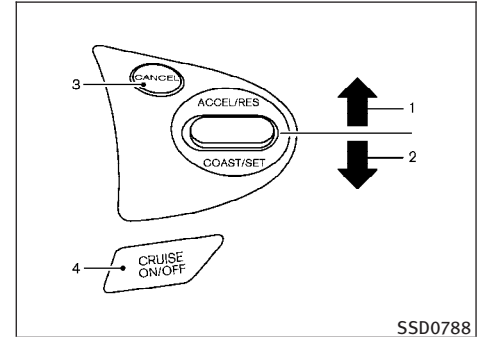 CANCEL
3
ACCEL/RES
1
COAST/SET
2
4
CRUISE
ON/OFF
SSD0788